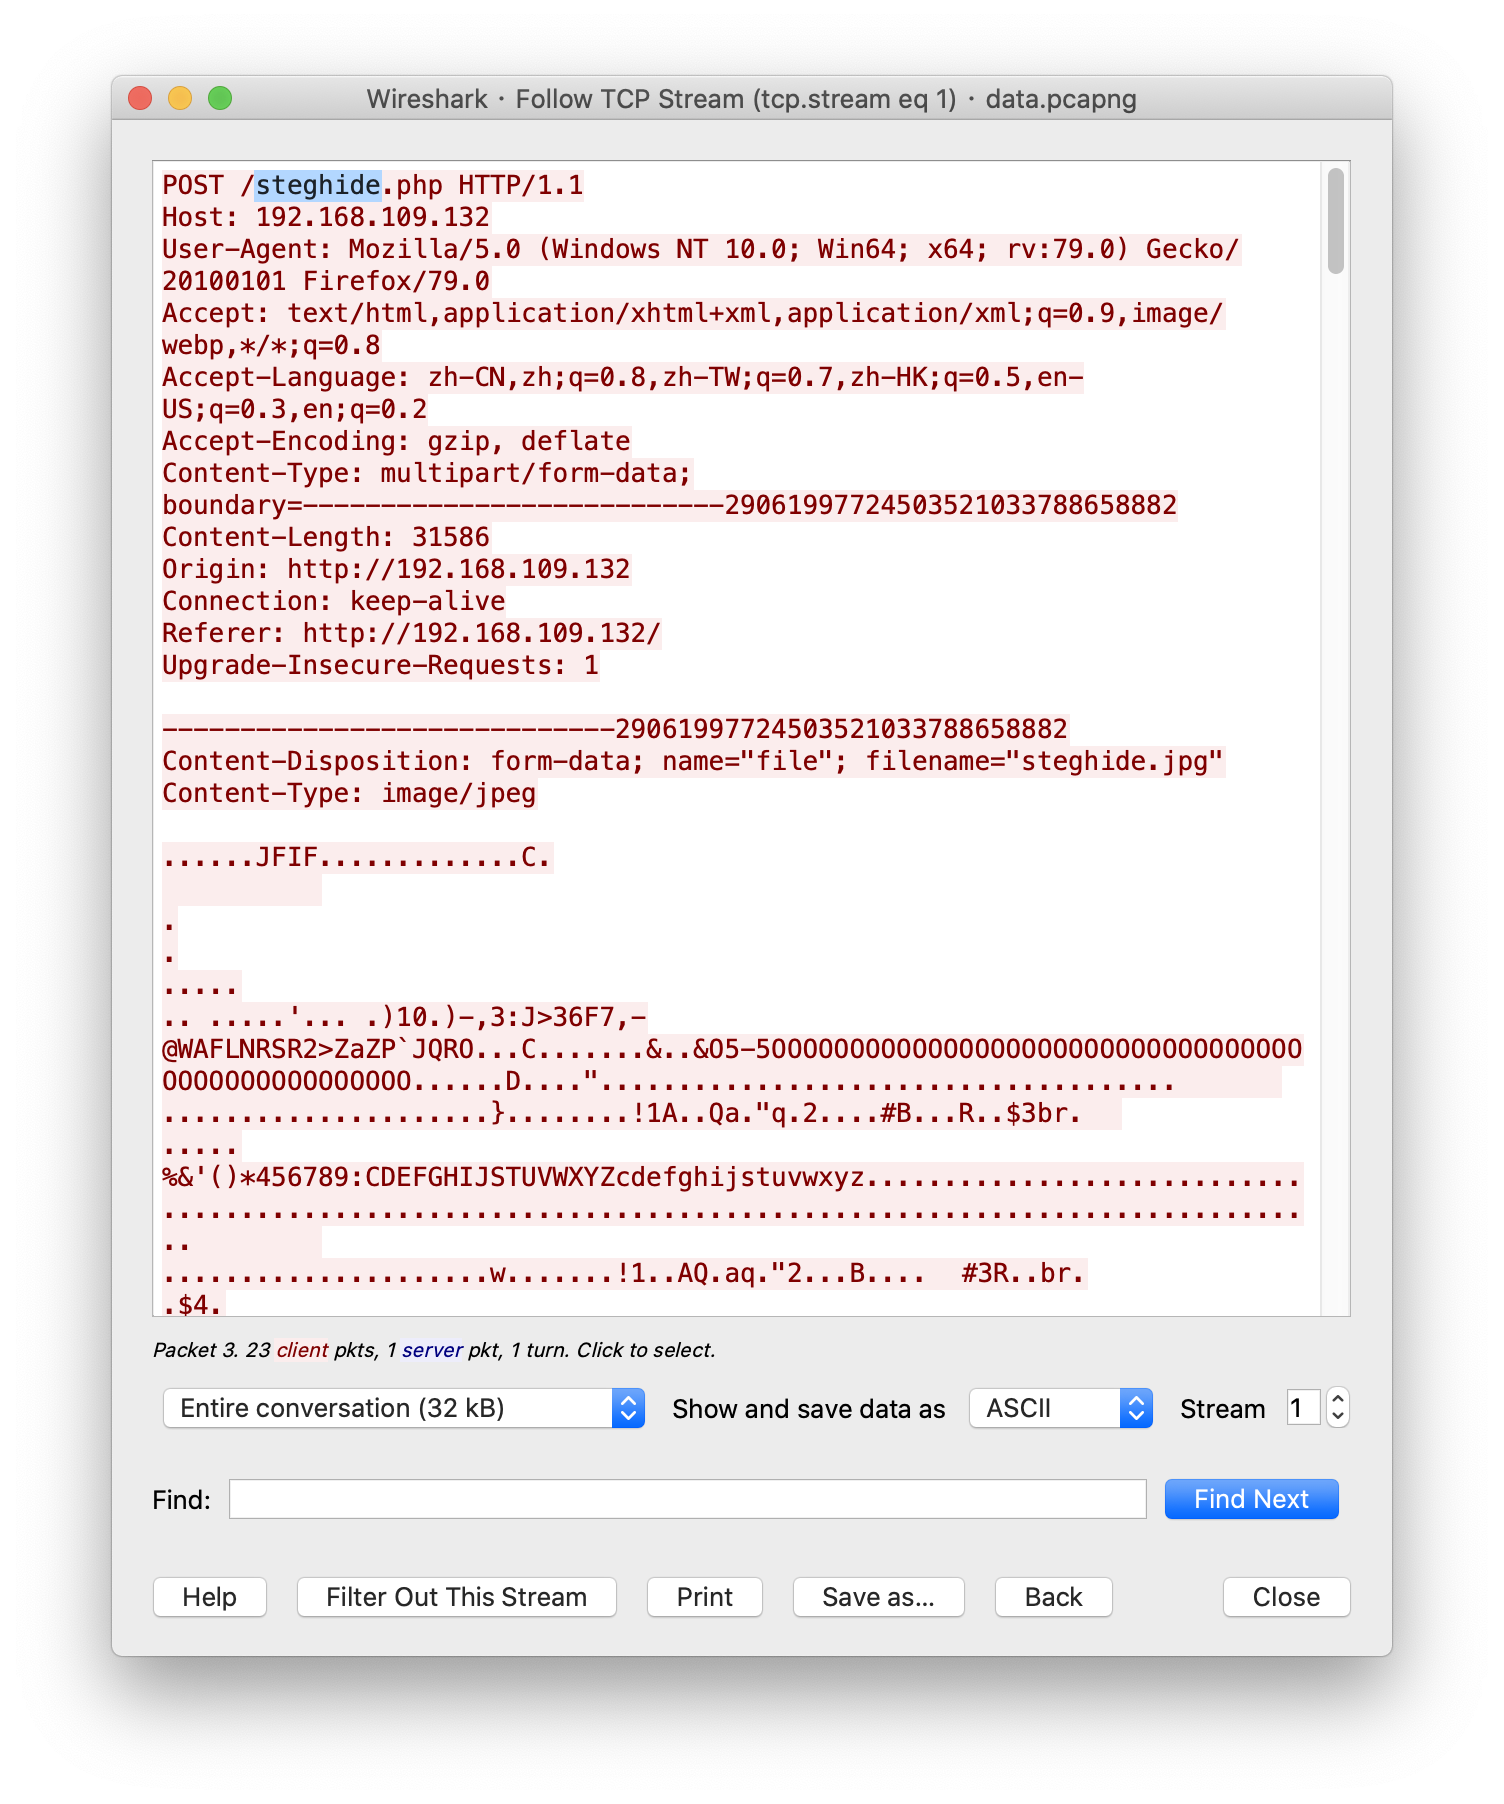 Wireshark · Follow TCP Stream (tcp.stream eq 1) · data.pcapng
POST /steghide.php HTTP/1.1
Host: 192.168.109.132
User-Agent: Mozilla/5.0 (Windows NT 10.0; Win64; x64; rv:79.0) Gecko/
20100101 Firefox/79.0
Accept: text/html,application/xhtml+xml,application/xml;q=0.9,image/
webp,*/*;q=0.8
Accept-Language: zh-CN,zh;q=0.8,zh-TW;q=0.7,zh-HK;q=0.5,en-
US;q=0.3,en;q=0.2
Accept-Encoding: gzip, deflate
Content-Type: multipart/form-data;
boundary=---------------------------29061997724503521033788658882
Content-Length: 31586
Origin: http://192.168.109.132
Connection: keep-alive
Referer: http://192.168.109.132/
Upgrade-Insecure-Requests: 1
-----------------------------29061997724503521033788658882
Content-Disposition: form-data; name="file"; filename="steghide.jpg"
Content-Type: image/jpeg
......JFIF.............C.
.
.
.....
.. .....'... .)10.)-,3:J>36F7,-
@WAFLNRSR2>ZaZP`JQRO...C.......&..&O5-5OOOOOOOOOOOOOOOOOOOOOOOOOOOOOOOOOO
OOOOOOOOOOOOOOOO......D....".....................................
.....................}........!1A..Qa."q.2....#B...R..$3br.
.....
%&'()*456789:CDEFGHIJSTUVWXYZcdefghijstuvwxyz............................
.........................................................................
..
.....................w.......!1..AQ.aq."2...B.... #3R..br.
.$4.
Packet 3. 23 client pkts, 1 server pkt, 1 turn. Click to select.
Entire conversation (32 kB) Show and save data as ASCII Stream 1
Find: Find Next
Help Filter Out This Stream Print Save as... Back Close